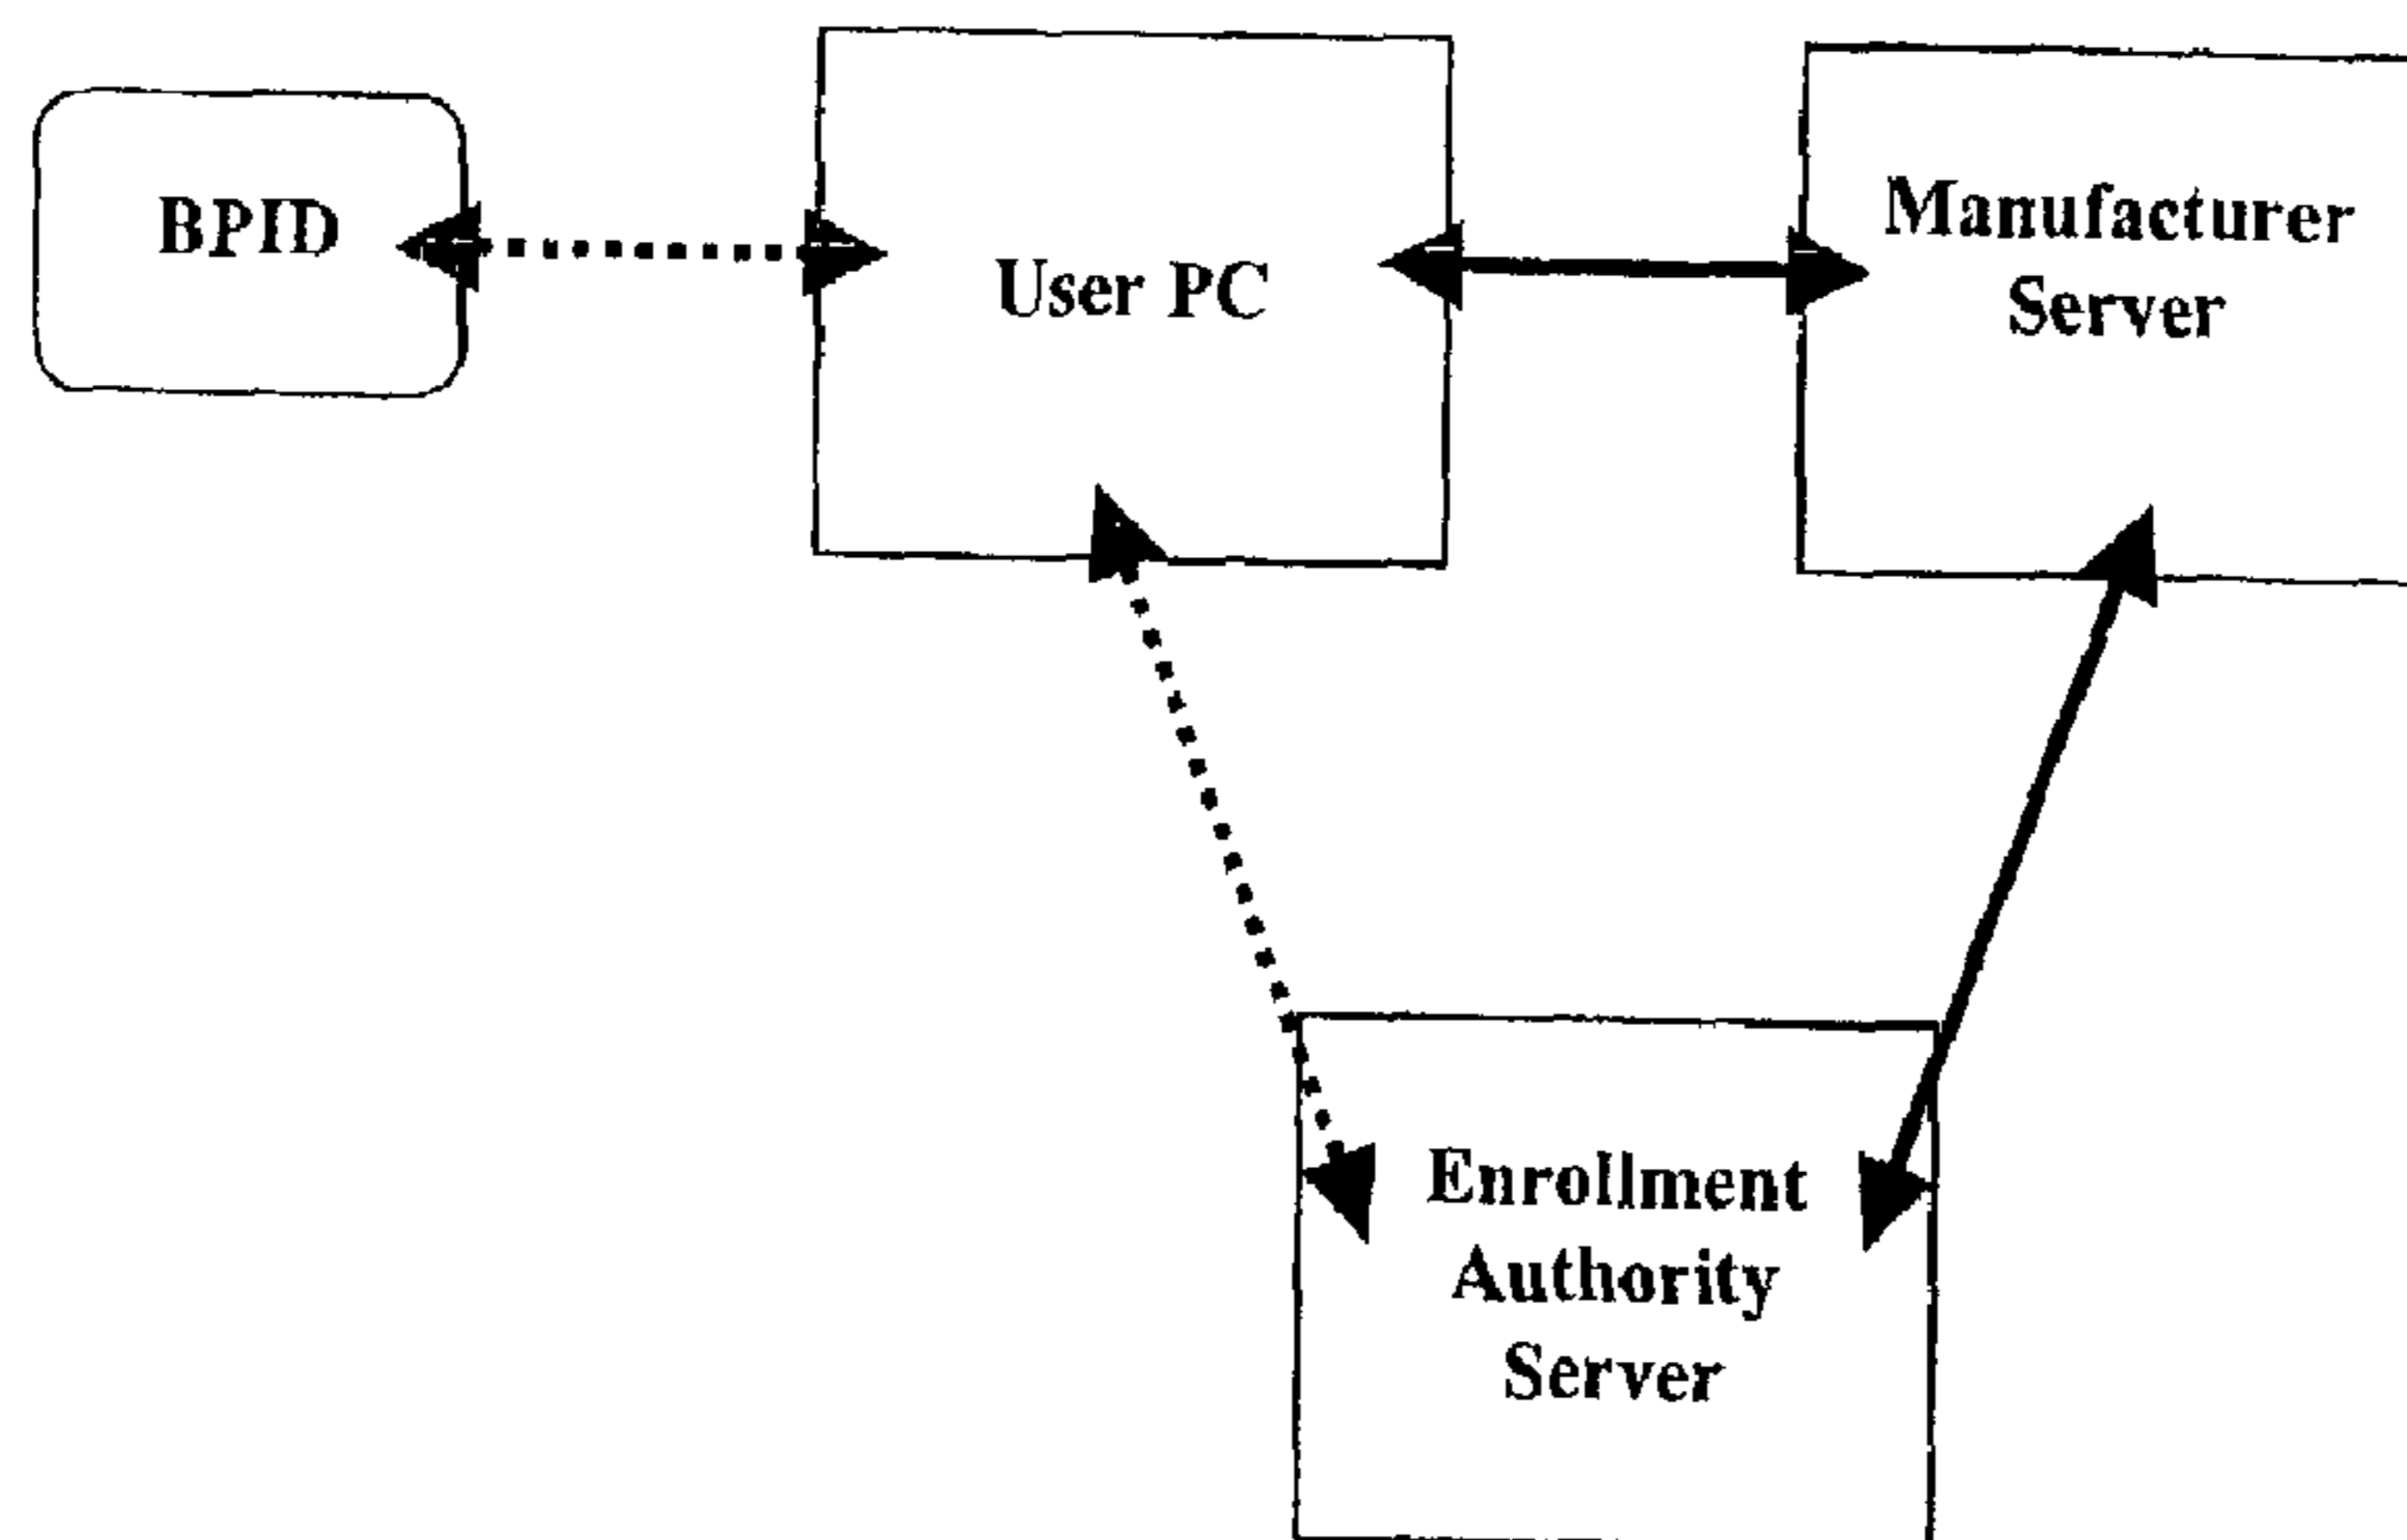 BPID
User PC
Manufacturer
Server
Enrollment
Authority
Server